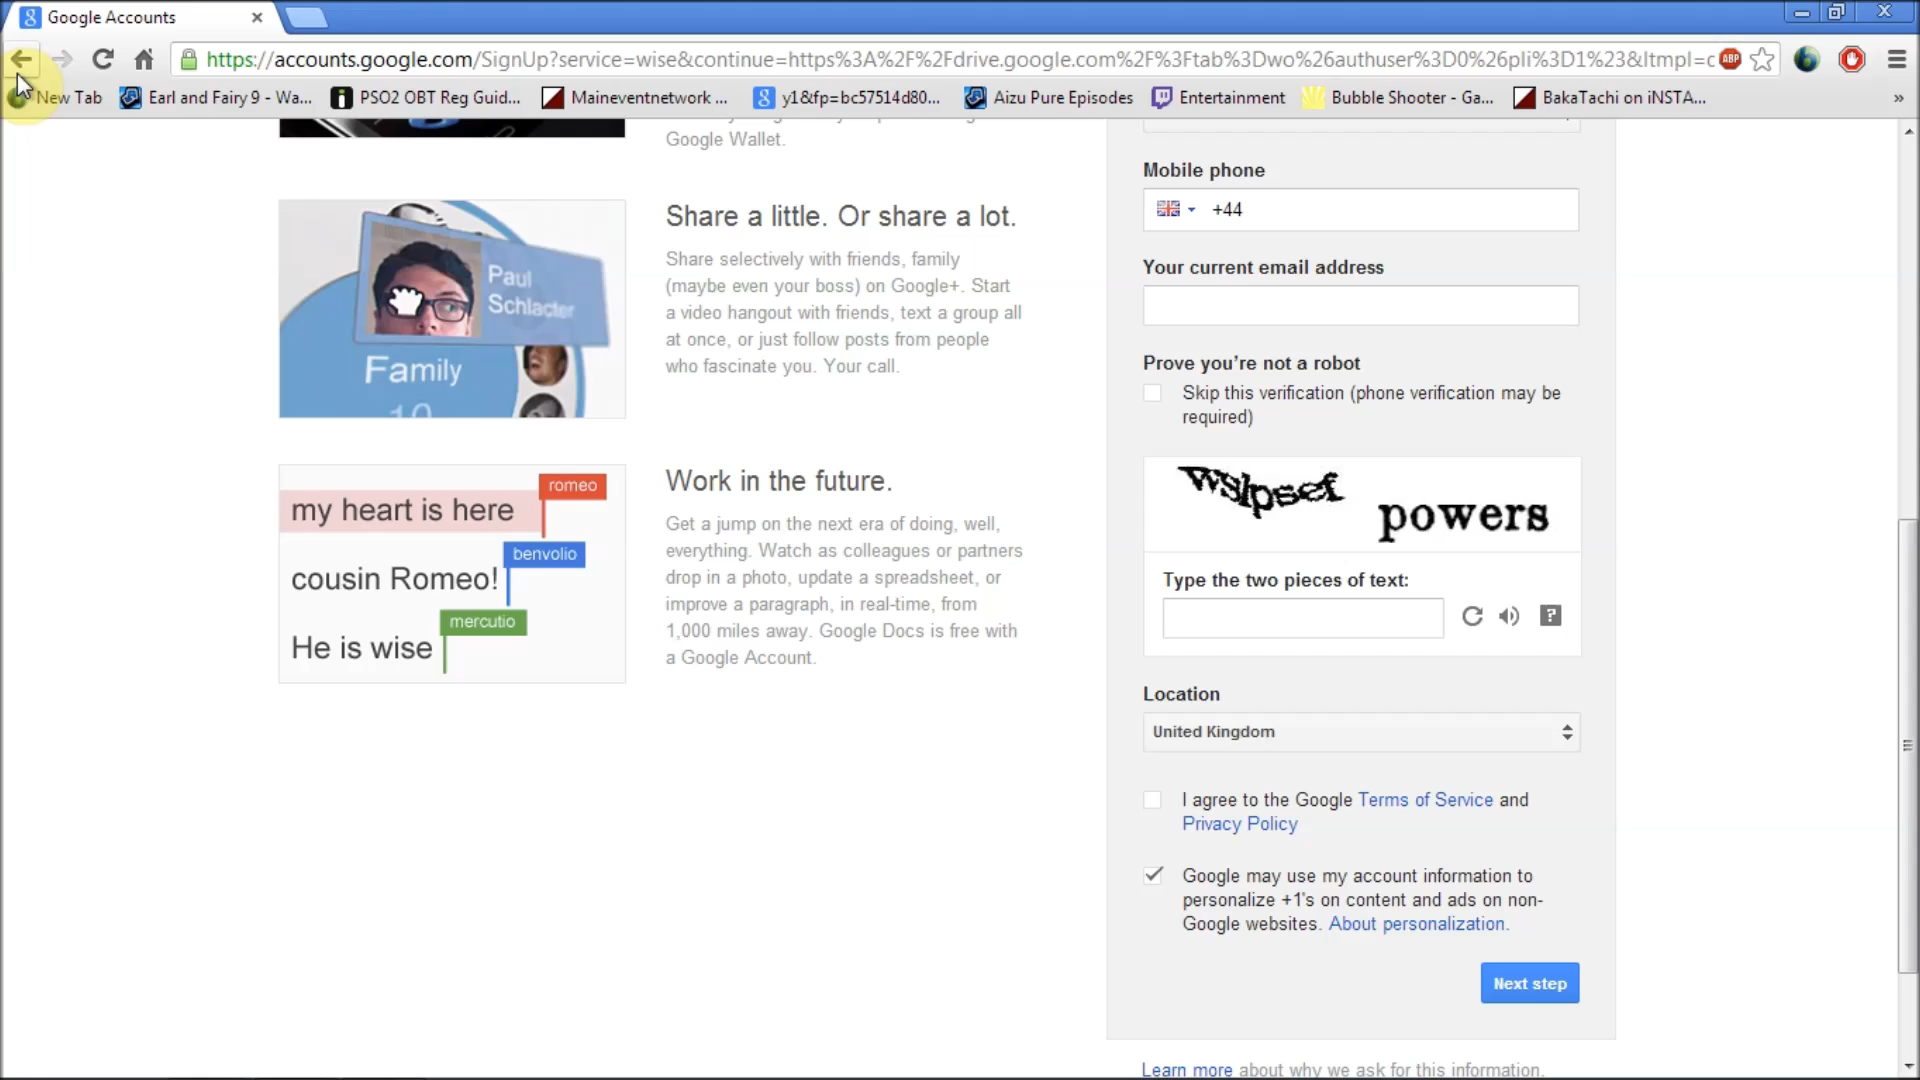 Google Accounts
https://accounts.google.com/SignUp?service=wise&continue=https%3A%2F%2Fdrive.google.com%2F%3Ftab%3Dwo%26authuser%3D0%26pli%3D1%23&ltmpl=c
ABP
New Tab
Earl and Fairy 9 - Wa...
PSO2 OBT Reg Guid...
Maineventnetwork ...
y1&fp=bc57514d80...
Aizu Pure Episodes
Entertainment
Bubble Shooter - Ga...
BakaTachi on iNSTA...
»
Google Wallet.
Paul
Schlacter
Family
10
Share a little. Or share a lot.
Share selectively with friends, family
(maybe even your boss) on Google+. Start
a video hangout with friends, text a group all
at once, or just follow posts from people
who fascinate you. Your call.
romeo
my heart is here
benvolio
cousin Romeo!
mercutio
He is wise
Work in the future.
Get a jump on the next era of doing, well,
everything. Watch as colleagues or partners
drop in a photo, update a spreadsheet, or
improve a paragraph, in real-time, from
1,000 miles away. Google Docs is free with
a Google Account.
Mobile phone
+44
Your current email address
Prove you’re not a robot
Skip this verification (phone verification may be
required)
powers
Type the two pieces of text:
Location
United Kingdom
I agree to the Google Terms of Service and
Privacy Policy
Google may use my account information to
personalize +1's on content and ads on non-
Google websites. About personalization.
Next step
Learn more about why we ask for this information.